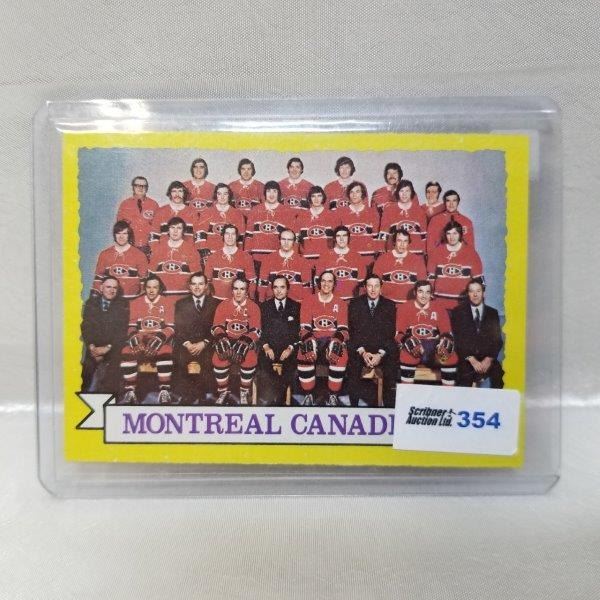 MONTREAL CANADI
Scribner
Auction Ltd. 354